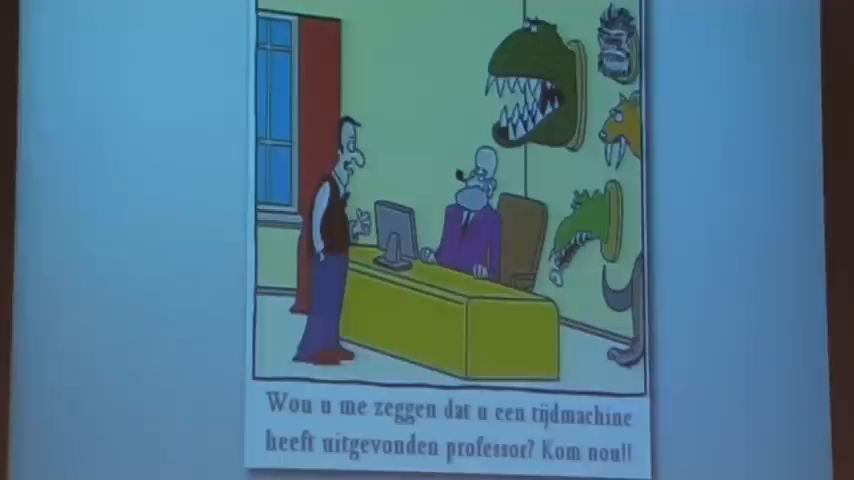 Wou u me zeggen dat u een tijdmachine
heeft uitgevonden professor? Kom nou!!